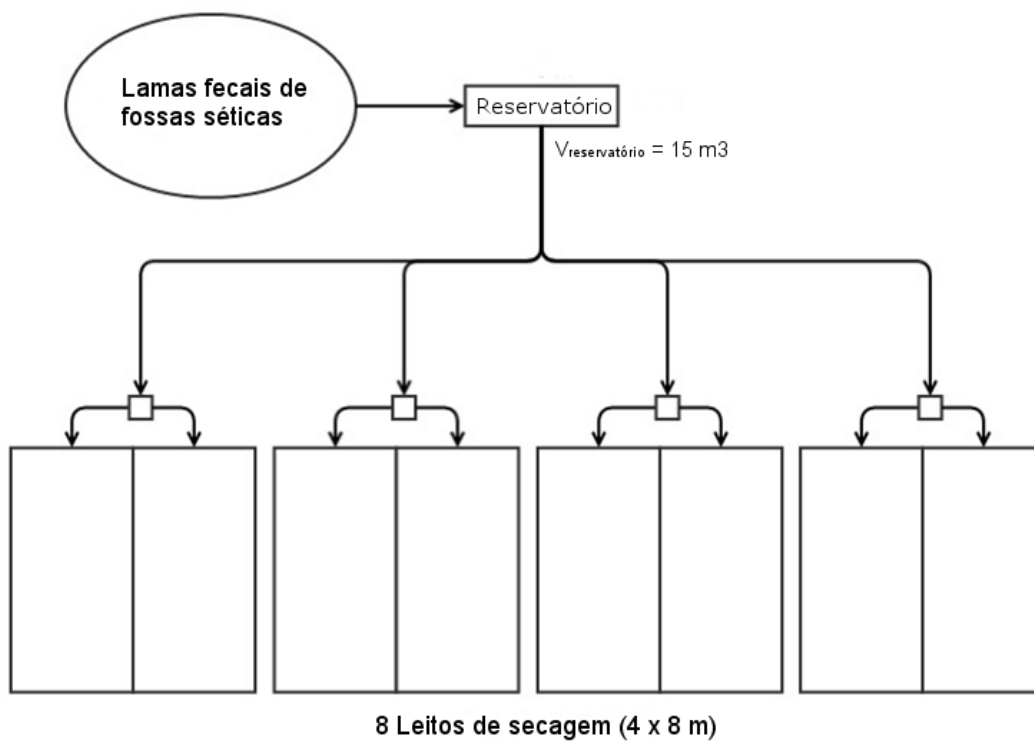 Lamas fecais de
fossas séticas
Reservatório
Vreservatório = 15 m3
8 Leitos de secagem (4 x 8 m)